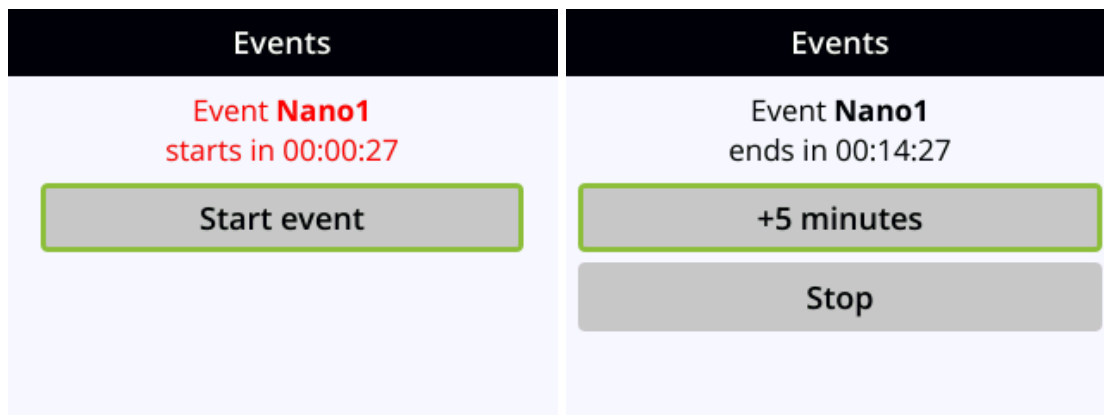 Events
Event Nano1
starts in 00:00:27
Start event
Events
Event Nano1
ends in 00:14:27
+5 minutes
Stop